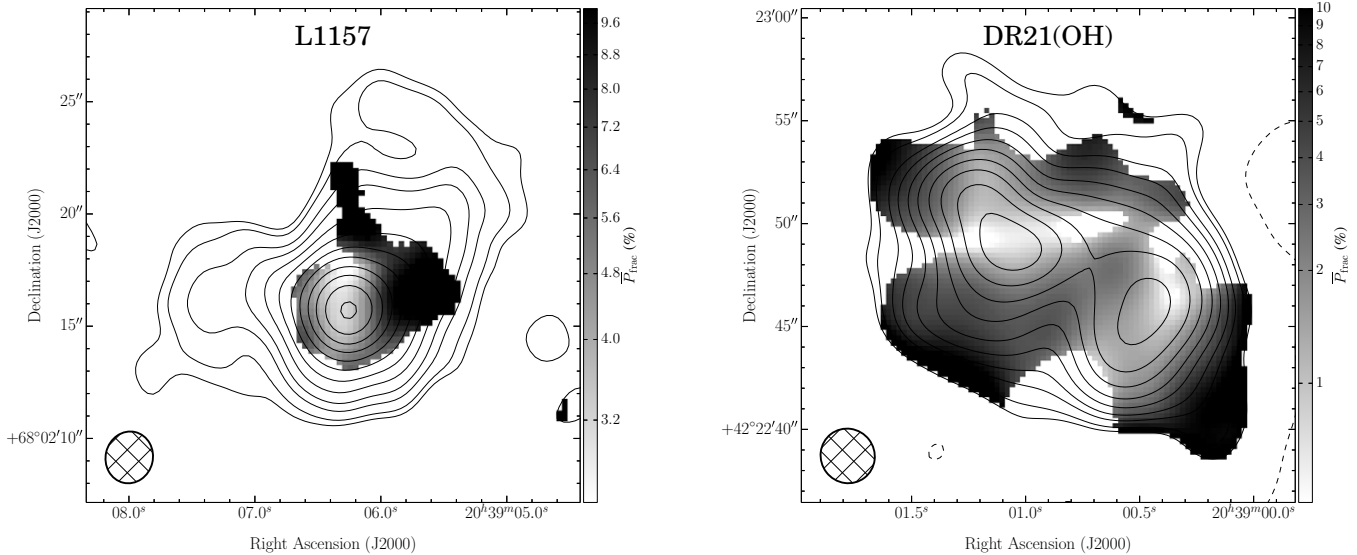 L1157
25″
20″
15″
+68°02′10″
Declination (J2000)
08.0ˢ 07.0ˢ 06.0ˢ 20ʰ39ᵐ05.0ˢ
Right Ascension (J2000)
9.6
8.8
8.0
7.2
6.4
5.6
4.8
4.0
3.2
P̅frac (%)
DR21(OH)
23′00″
55″
50″
45″
+42°22′40″
Declination (J2000)
01.5ˢ 01.0ˢ 00.5ˢ 20ʰ39ᵐ00.0ˢ
Right Ascension (J2000)
10
9
8
7
6
5
4
3
2
1
P̅frac (%)